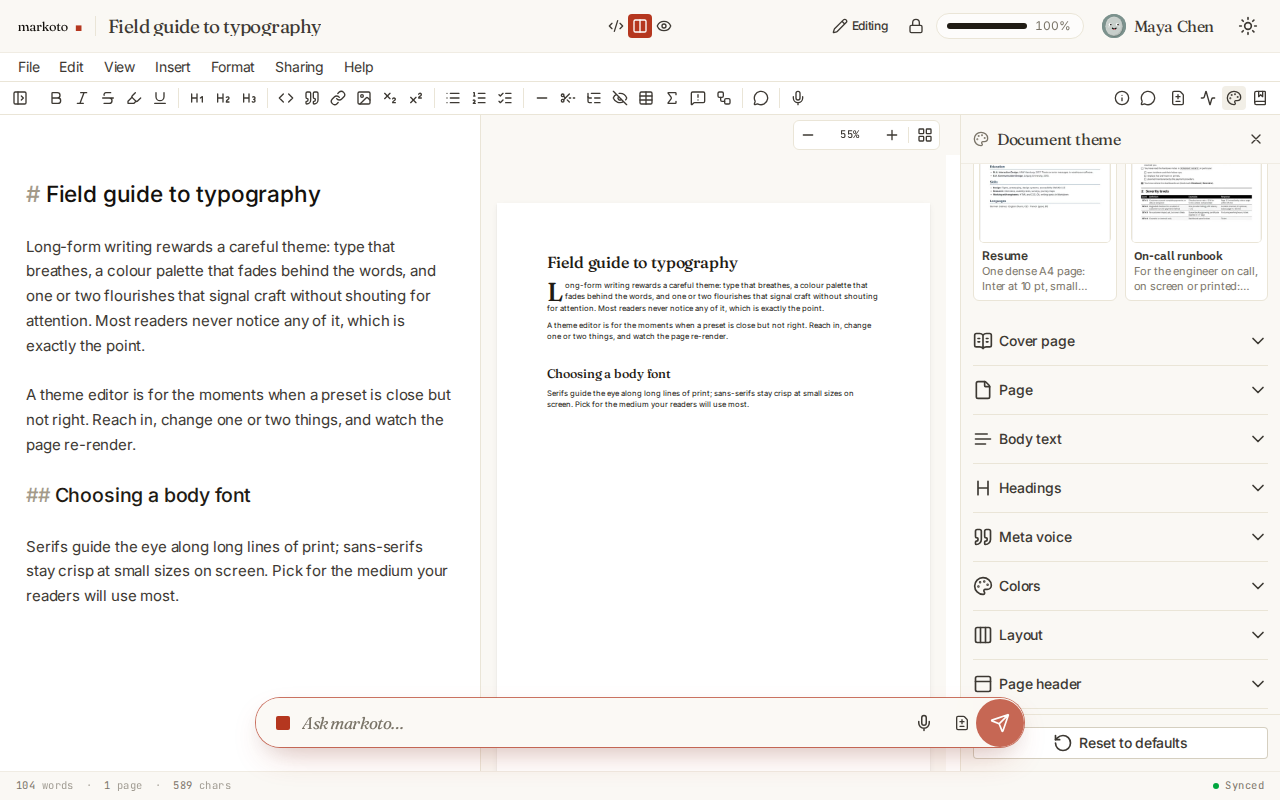 markoto
Field guide to typography
Editing
100%
Maya Chen
File Edit View Insert Format Sharing Help
55%
Document theme
# Field guide to typography
Long-form writing rewards a careful theme: type that
breathes, a colour palette that fades behind the words, and
one or two flourishes that signal craft without shouting for
attention. Most readers never notice any of it, which is
exactly the point.
A theme editor is for the moments when a preset is close but
not right. Reach in, change one or two things, and watch the
page re-render.
## Choosing a body font
Serifs guide the eye along long lines of print; sans-serifs
stay crisp at small sizes on screen. Pick for the medium your
readers will use most.
Field guide to typography
Long-form writing rewards a careful theme: type that breathes, a colour palette that
fades behind the words, and one or two flourishes that signal craft without shouting
for attention. Most readers never notice any of it, which is exactly the point.
A theme editor is for the moments when a preset is close but not right. Reach in, change
one or two things, and watch the page re-render.
Choosing a body font
Serifs guide the eye along long lines of print; sans-serifs stay crisp at small sizes on
screen. Pick for the medium your readers will use most.
Resume
One dense A4 page:
Inter at 10 pt, small...
On-call runbook
For the engineer on call,
on screen or printed:...
Cover page
Page
Body text
Headings
Meta voice
Colors
Layout
Page header
Reset to defaults
Ask markoto...
104 words · 1 page · 589 chars
Synced